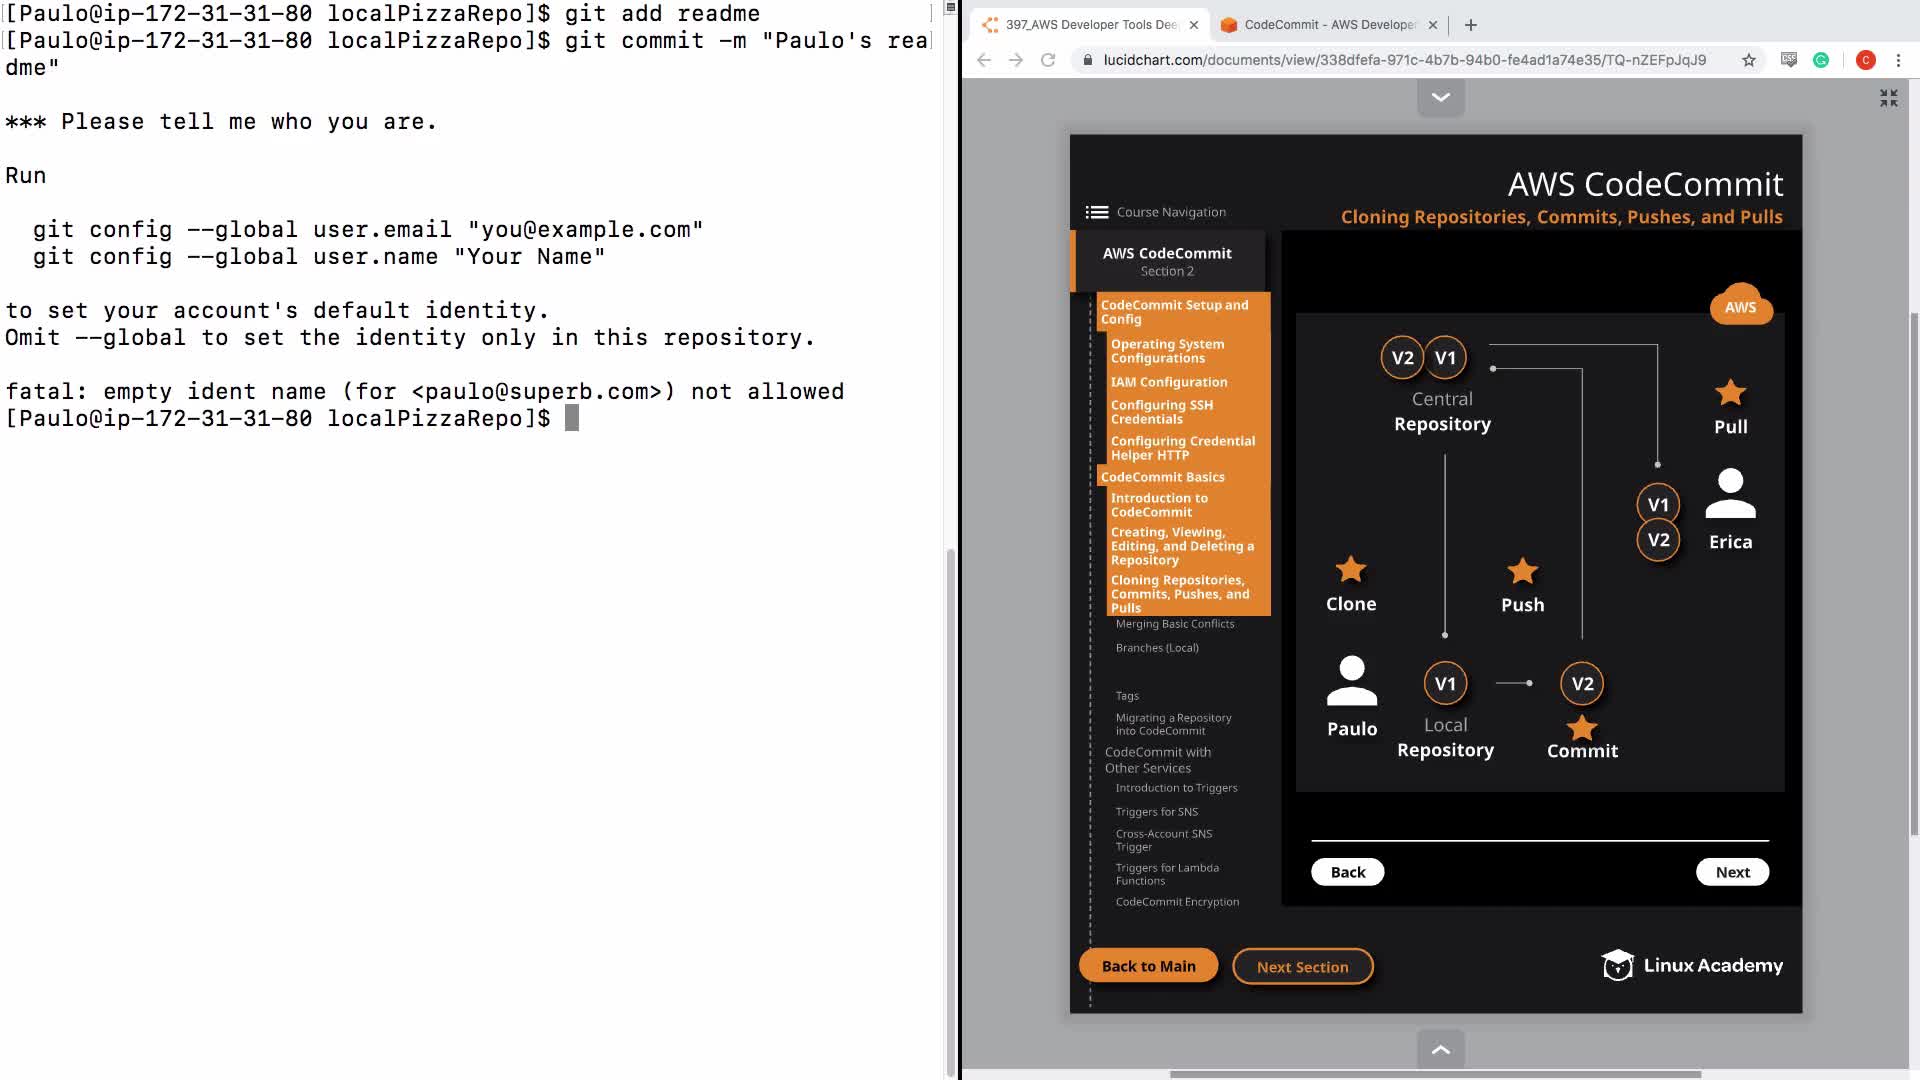 [Paulo@ip-172-31-31-80 localPizzaRepo]$ git add readme
[Paulo@ip-172-31-31-80 localPizzaRepo]$ git commit -m "Paulo's rea
dme"
*** Please tell me who you are.
Run
git config --global user.email "you@example.com"
git config --global user.name "Your Name"
to set your account's default identity.
Omit --global to set the identity only in this repository.
fatal: empty ident name (for <paulo@superb.com>) not allowed
[Paulo@ip-172-31-31-80 localPizzaRepo]$
397_AWS Developer Tools Dee
CodeCommit - AWS Developer
lucidchart.com/documents/view/338dfefa-971c-4b7b-94b0-fe4ad1a74e35/TQ-nZEFpJqJ9
C
AWS CodeCommit
Cloning Repositories, Commits, Pushes, and Pulls
Course Navigation
AWS CodeCommit
Section 2
CodeCommit Setup and
Config
Operating System
Configurations
IAM Configuration
Configuring SSH
Credentials
Configuring Credential
Helper HTTP
CodeCommit Basics
Introduction to
CodeCommit
Creating, Viewing,
Editing, and Deleting a
Repository
Cloning Repositories,
Commits, Pushes, and
Pulls
Merging Basic Conflicts
Branches (Local)
Tags
Migrating a Repository
into CodeCommit
CodeCommit with
Other Services
Introduction to Triggers
Triggers for SNS
Cross-Account SNS
Trigger
Triggers for Lambda
Functions
CodeCommit Encryption
AWS
V2 V1
Central
Repository
Pull
V1
V2
Erica
Clone
Push
Paulo
V1
Local
Repository
V2
Commit
Back
Next
Back to Main
Next Section
Linux Academy